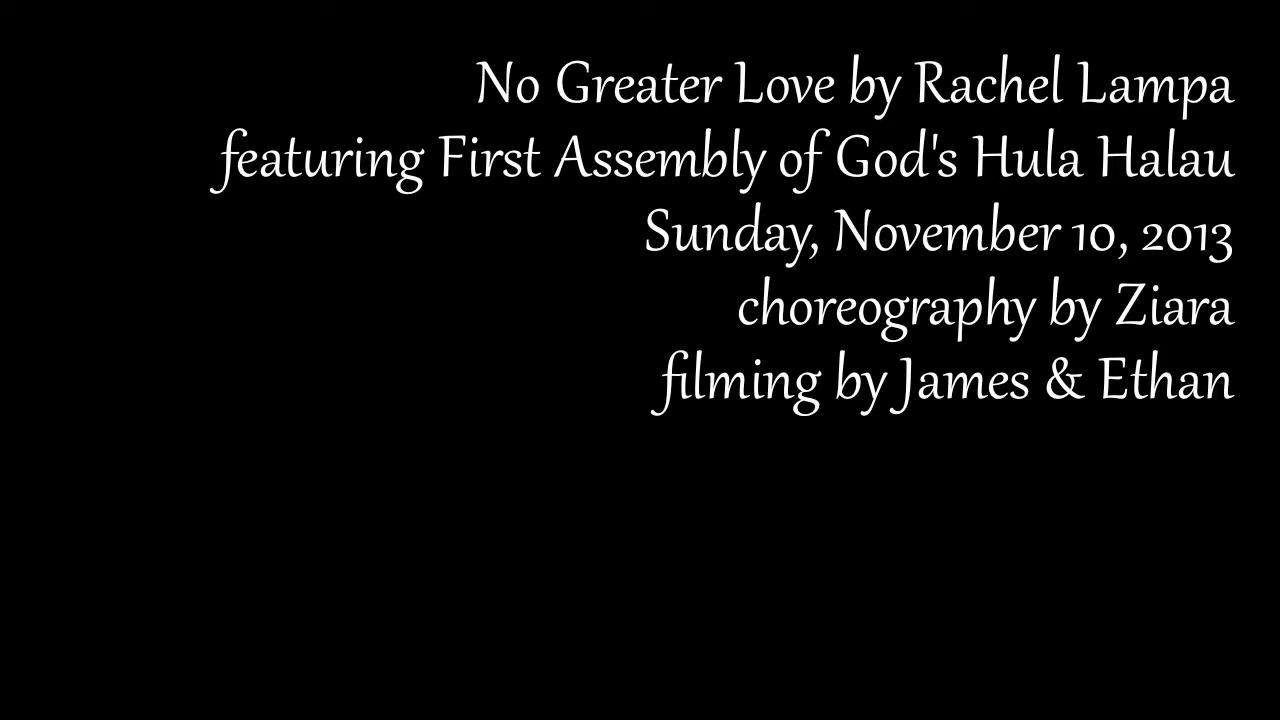 No Greater Love by Rachel Lampa
featuring First Assembly of God's Hula Halau
Sunday, November 10, 2013
choreography by Ziara
filming by James & Ethan